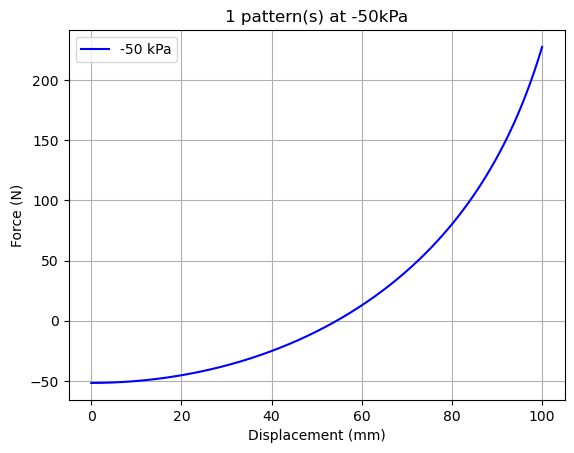 1 pattern(s) at -50kPa
-50 kPa
200
150
100
50
0
−50
Force (N)
0 20 40 60 80 100
Displacement (mm)